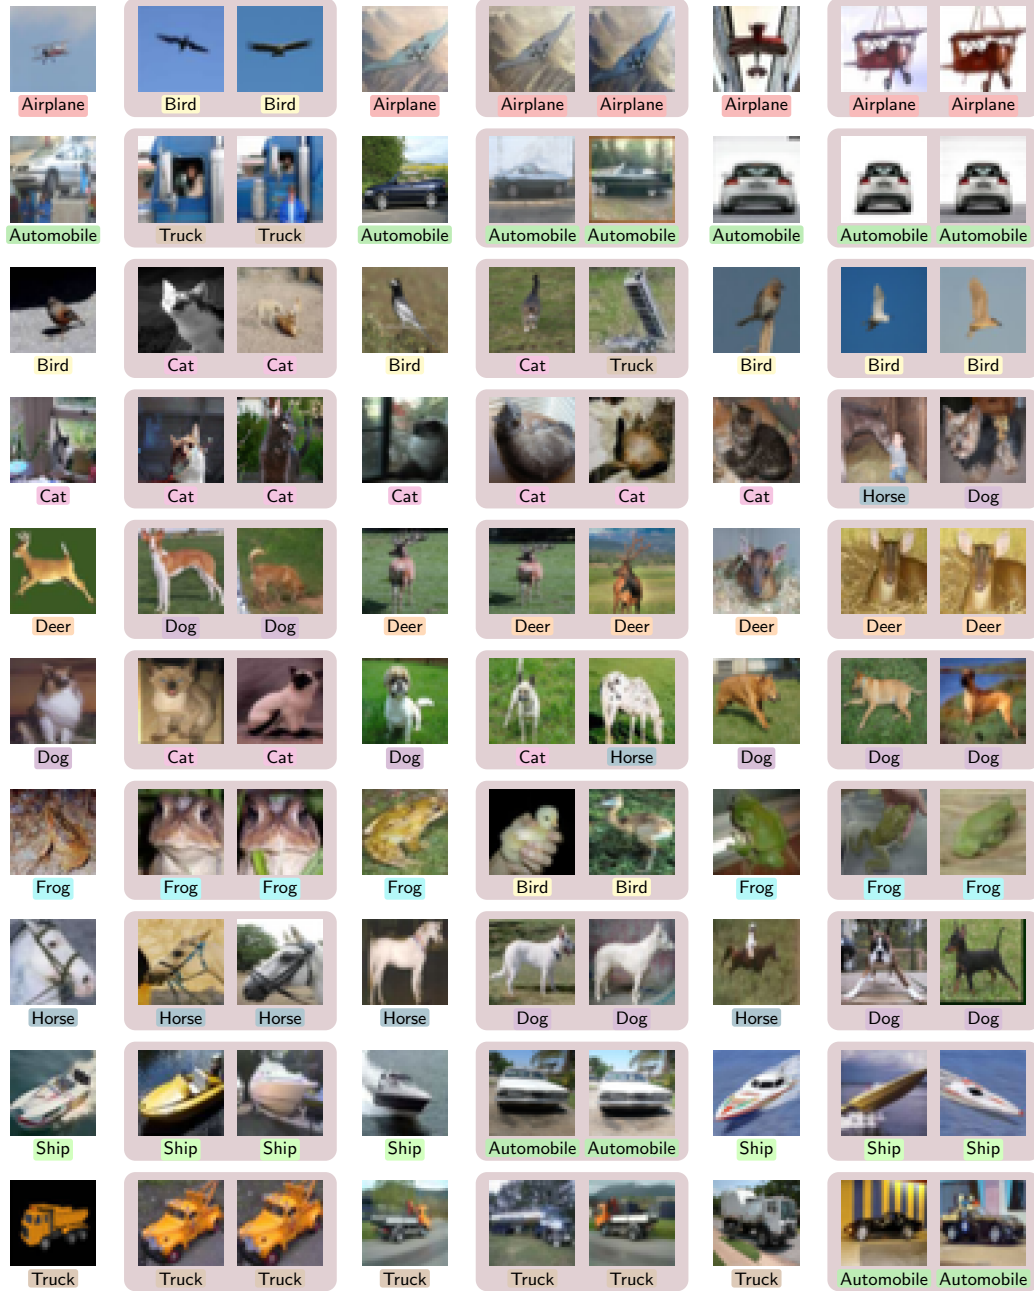 Airplane Bird Bird Airplane Airplane Airplane Airplane Airplane Airplane
Automobile Truck Truck Automobile Automobile Automobile Automobile Automobile Automobile
Bird Cat Cat Bird Cat Truck Bird Bird Bird
Cat Cat Cat Cat Cat Cat Cat Horse Dog
Deer Dog Dog Deer Deer Deer Deer Deer Deer
Dog Cat Cat Dog Cat Horse Dog Dog Dog
Frog Frog Frog Frog Bird Bird Frog Frog Frog
Horse Horse Horse Horse Dog Dog Horse Dog Dog
Ship Ship Ship Ship Automobile Automobile Ship Ship Ship
Truck Truck Truck Truck Truck Truck Truck Automobile Automobile